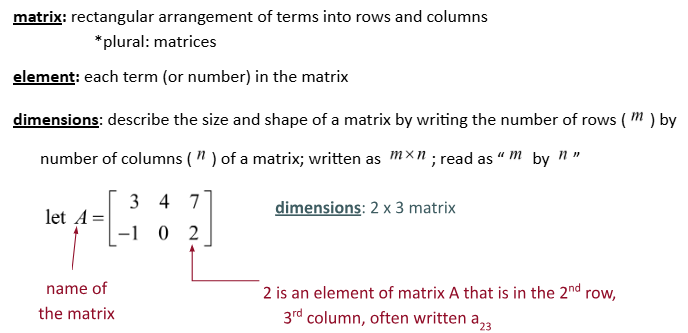 matrix: rectangular arrangement of terms into rows and columns
*plural: matrices
element: each term (or number) in the matrix
dimensions: describe the size and shape of a matrix by writing the number of rows ( m ) by
number of columns ( n ) of a matrix; written as m×n ; read as “ m by n ”
let A = [ 3 4 7
-1 0 2 ]
dimensions: 2 x 3 matrix
name of
the matrix
2 is an element of matrix A that is in the 2nd row,
3rd column, often written a23